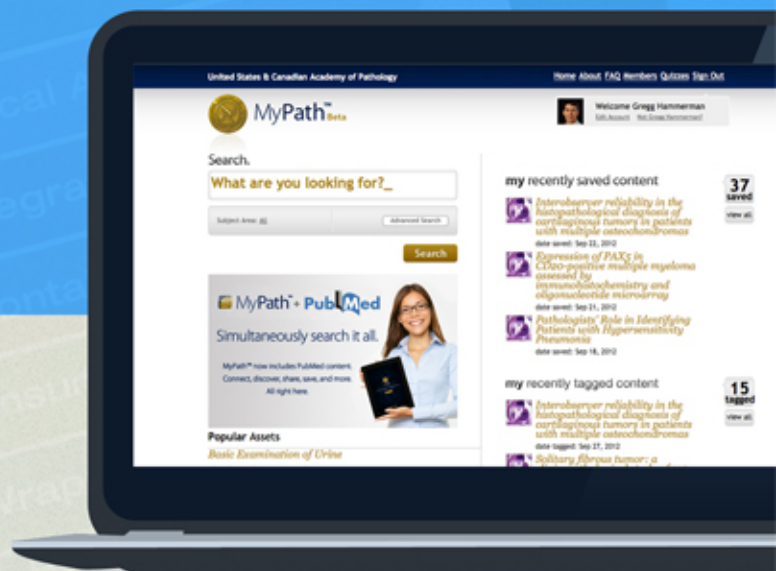 United States & Canadian Academy of Pathology
Home About FAQ Members Quizzes Sign Out
MyPath™ Beta
Welcome Gregg Hammerman
Edit Account Not Gregg Hammerman?
Search.
What are you looking for?_
Subject Area: All
Advanced Search
Search
MyPath™ + PubMed
Simultaneously search it all.
MyPath™ now includes PubMed content.
Connect, discover, share, save, and more.
All right here.
Popular Assets
Basic Examination of Urine
my recently saved content
37
saved
view all
Interobserver reliability in the
histopathological diagnosis of
cartilaginous tumors in patients
with multiple osteochondromas
date saved: Sep 22, 2012
Expression of PAX5 in
CD20-positive multiple myeloma
assessed by
immunohistochemistry and
oligonucleotide microarray
date saved: Sep 21, 2012
Pathologists' Role in Identifying
Patients with Hypersensitivity
Pneumonia
date saved: Sep 18, 2012
my recently tagged content
15
tagged
view all
Interobserver reliability in the
histopathological diagnosis of
cartilaginous tumors in patients
with multiple osteochondromas
date tagged: Sep 27, 2012
Solitary fibrous tumor: a